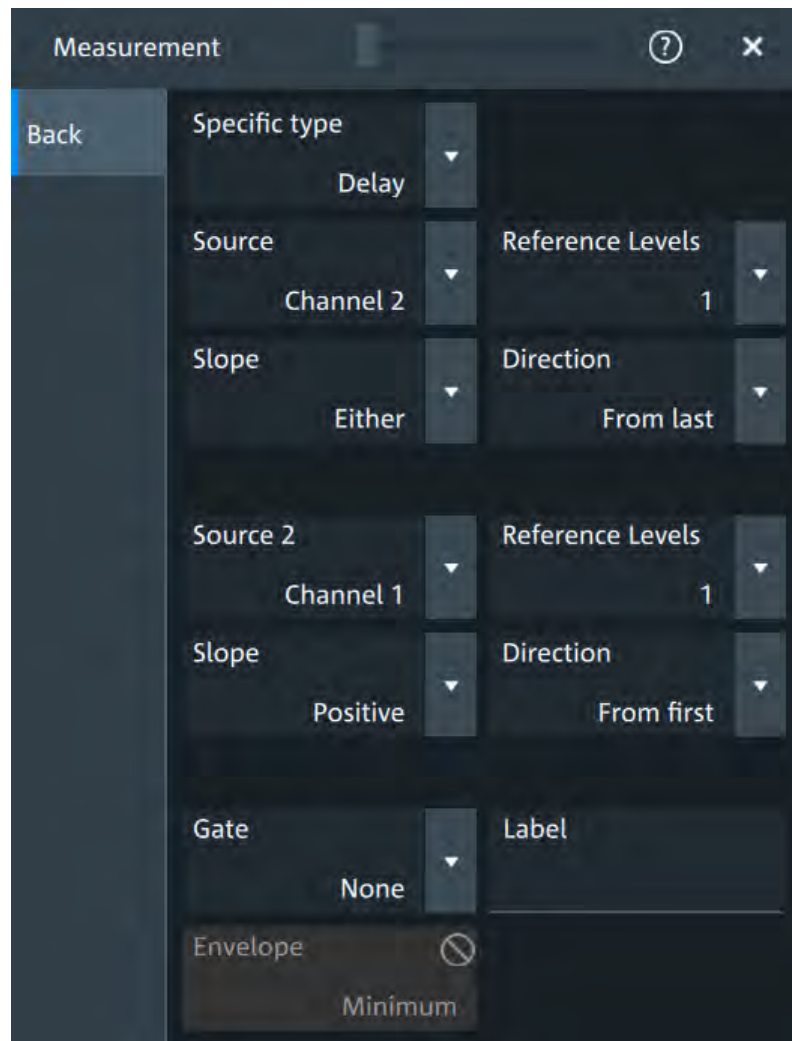 Measurement
Back
Specific type
Delay
Source
Channel 2
Reference Levels
1
Slope
Either
Direction
From last
Source 2
Channel 1
Reference Levels
1
Slope
Positive
Direction
From first
Gate
None
Label
Envelope
Minimum